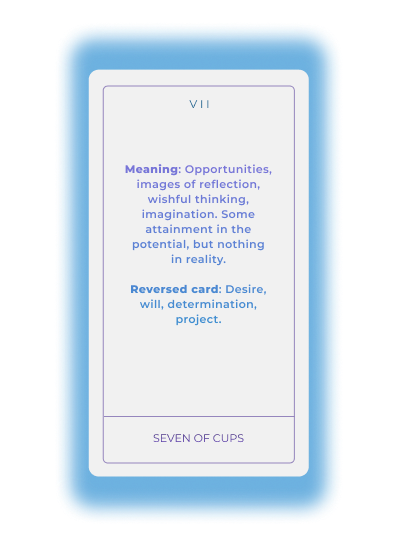 VII
Meaning: Opportunities,
images of reflection,
wishful thinking,
imagination. Some
attainment in the
potential, but nothing
in reality.
Reversed card: Desire,
will, determination,
project.
SEVEN OF CUPS